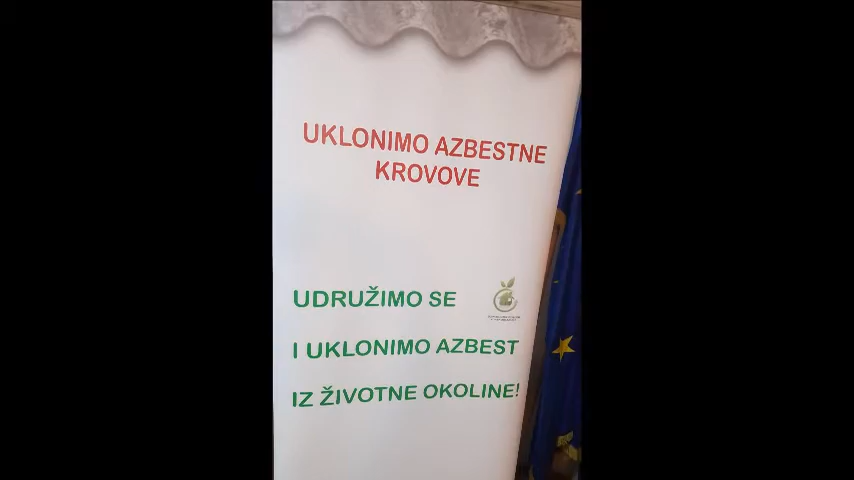 UKLONIMO AZBESTNE
KROVOVE
UDRUŽIMO SE
I UKLONIMO AZBEST
IZ ŽIVOTNE OKOLINE!